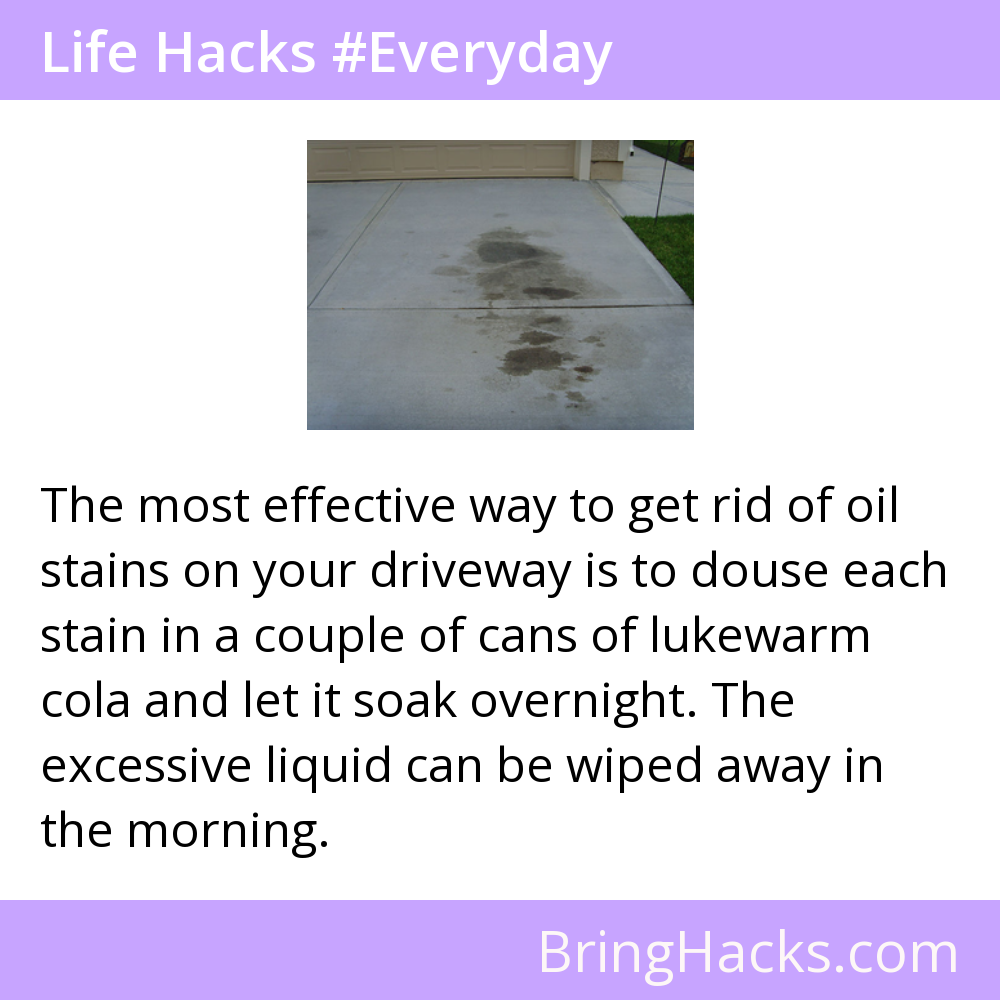 Life Hacks #Everyday
The most effective way to get rid of oil
stains on your driveway is to douse each
stain in a couple of cans of lukewarm
cola and let it soak overnight. The
excessive liquid can be wiped away in
the morning.
BringHacks.com